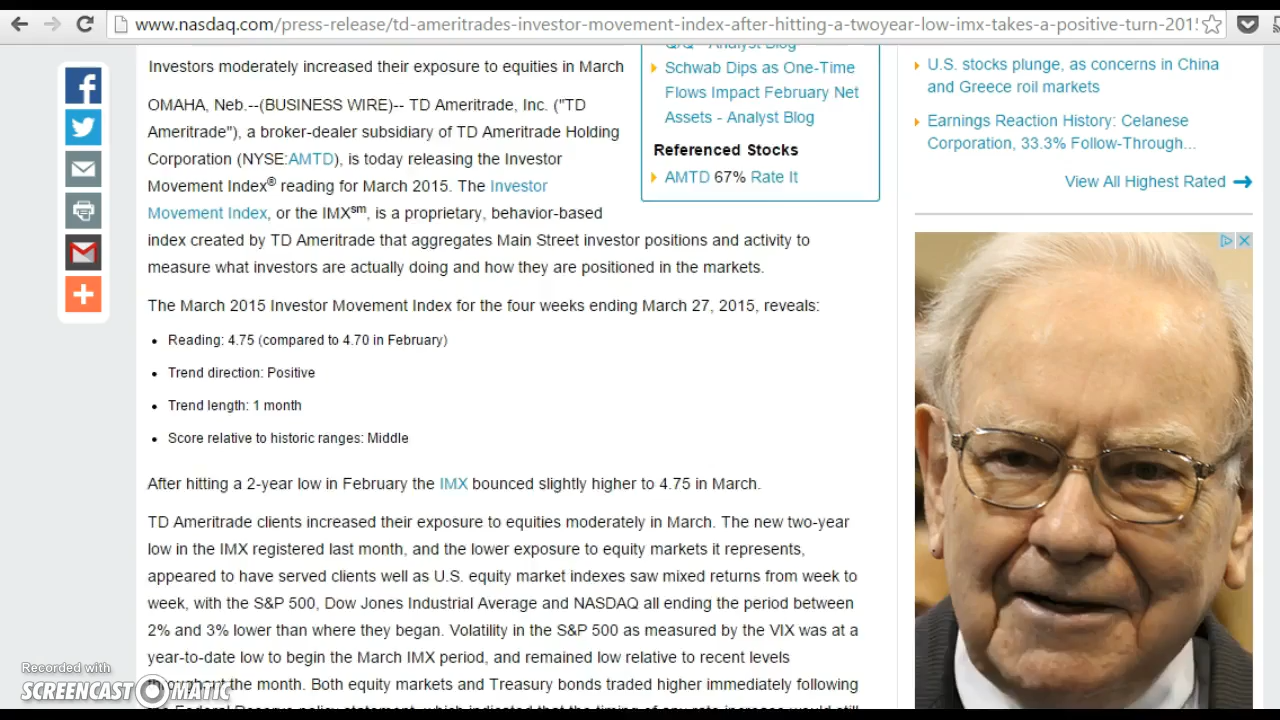 www.nasdaq.com/press-release/td-ameritrades-investor-movement-index-after-hitting-a-twoyear-low-imx-takes-a-positive-turn-201
Investors moderately increased their exposure to equities in March
OMAHA, Neb.--(BUSINESS WIRE)-- TD Ameritrade, Inc. ("TD
Ameritrade"), a broker-dealer subsidiary of TD Ameritrade Holding
Corporation (NYSE:AMTD), is today releasing the Investor
Movement Index® reading for March 2015. The Investor
Movement Index, or the IMXsm, is a proprietary, behavior-based
index created by TD Ameritrade that aggregates Main Street investor positions and activity to
measure what investors are actually doing and how they are positioned in the markets.
The March 2015 Investor Movement Index for the four weeks ending March 27, 2015, reveals:
• Reading: 4.75 (compared to 4.70 in February)
• Trend direction: Positive
• Trend length: 1 month
• Score relative to historic ranges: Middle
After hitting a 2-year low in February the IMX bounced slightly higher to 4.75 in March.
TD Ameritrade clients increased their exposure to equities moderately in March. The new two-year
low in the IMX registered last month, and the lower exposure to equity markets it represents,
appeared to have served clients well as U.S. equity market indexes saw mixed returns from week to
week, with the S&P 500, Dow Jones Industrial Average and NASDAQ all ending the period between
2% and 3% lower than where they began. Volatility in the S&P 500 as measured by the VIX was at a
year-to-date low to begin the March IMX period, and remained low relative to recent levels
the month. Both equity markets and Treasury bonds traded higher immediately following
Analyst Blog
Schwab Dips as One-Time
Flows Impact February Net
Assets - Analyst Blog
Referenced Stocks
AMTD 67% Rate It
U.S. stocks plunge, as concerns in China
and Greece roil markets
Earnings Reaction History: Celanese
Corporation, 33.3% Follow-Through...
View All Highest Rated
Recorded with
SCREENCAST-O-MATIC